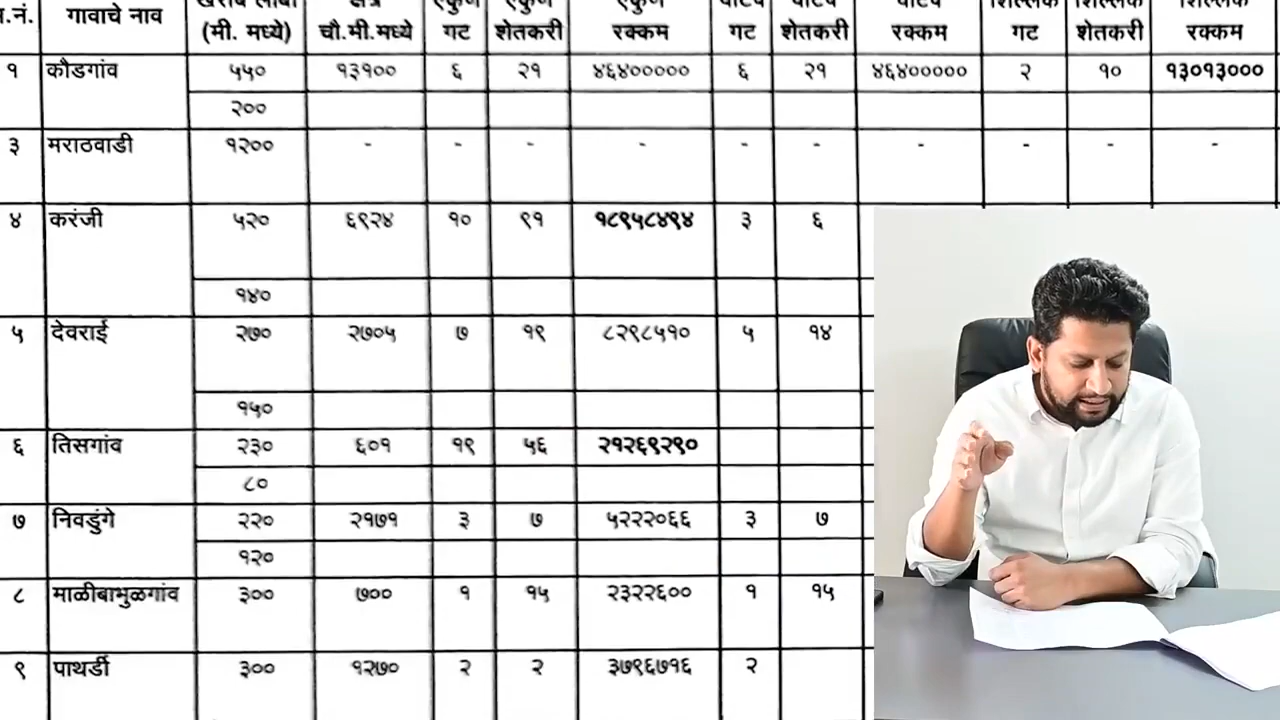 गावाचे नाव (मी. मध्ये) चौ.मी.मध्ये गट शेतकरी रक्कम गट शेतकरी रक्कम गट शेतकरी रक्कम
१ कौडगांव ५५० १३१०० ६ २१ ४६४००००० ६ २१ ४६४००००० २ १० १३०१३०००
२००
३ मराठवाडी १२०० - - - - - - - - - -
४ करंजी ५२० ६९२४ १० ९१ १८९५८४९४ ३ ६
१४०
५ देवराई २७० २७०५ ७ १९ ८२९८५१० ५ १४
१५०
६ तिसगांव २३० ६०१ १९ ५६ २१२६९२९०
८०
७ निवडुंगे २२० २१७१ ३ ७ ५२२२०६६ ३ ७
१२०
८ माळीबाभुळगांव ३०० ७०० १ १५ २३२२६०० १ १५
९ पाथर्डी ३०० १२७० २ २ ३७९६७१६ २